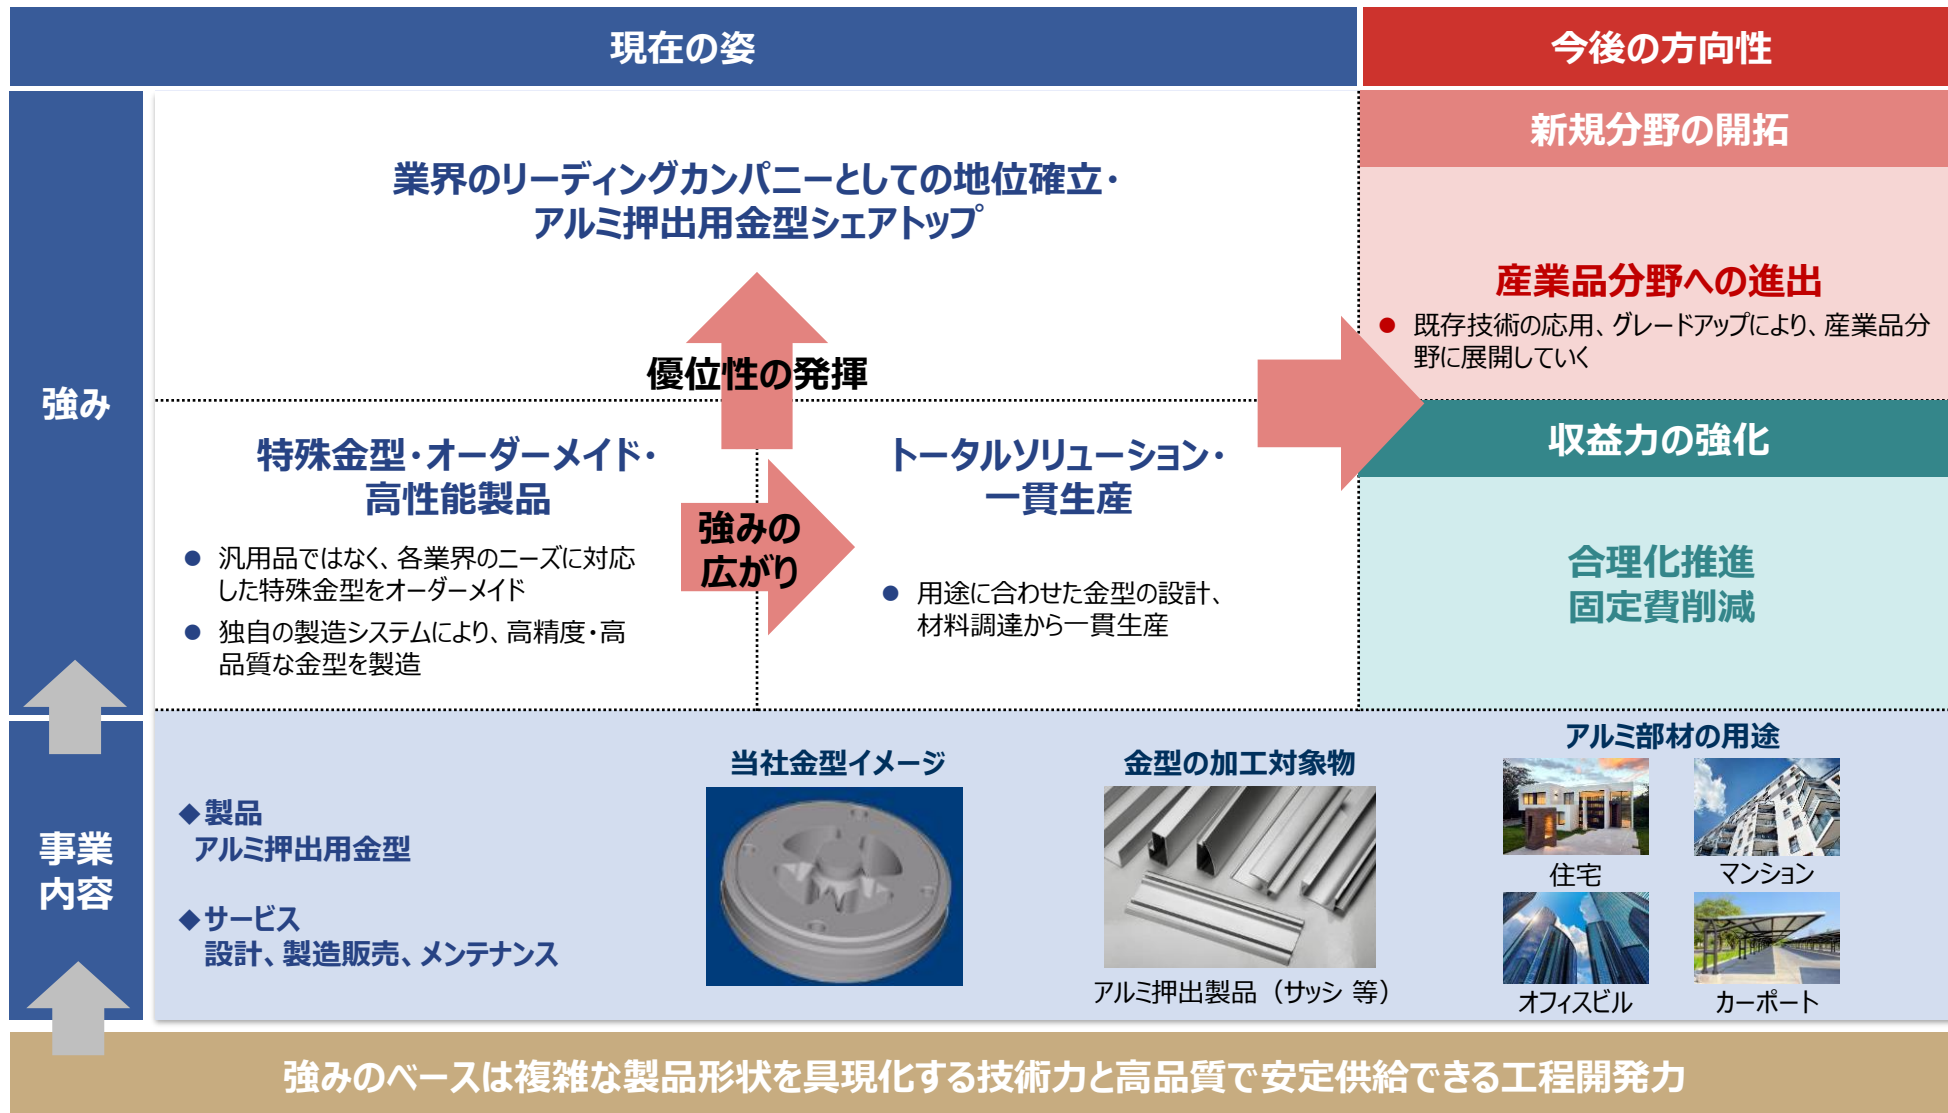 現在の姿
今後の方向性
強み
業界のリーディングカンパニーとしての地位確立・
アルミ押出用金型シェアトップ
優位性の発揮
特殊金型・オーダーメイド・
高性能製品
● 汎用品ではなく、各業界のニーズに対応
した特殊金型をオーダーメイド
● 独自の製造システムにより、高精度・高
品質な金型を製造
強みの
広がり
トータルソリューション・
一貫生産
● 用途に合わせた金型の設計、
材料調達から一貫生産
新規分野の開拓
産業品分野への進出
● 既存技術の応用、グレードアップにより、産業品分
野に展開していく
収益力の強化
合理化推進
固定費削減
事業
内容
◆製品
アルミ押出用金型
◆サービス
設計、製造販売、メンテナンス
当社金型イメージ
金型の加工対象物
アルミ押出製品（サッシ 等）
アルミ部材の用途
住宅
マンション
オフィスビル
カーポート
強みのベースは複雑な製品形状を具現化する技術力と高品質で安定供給できる工程開発力